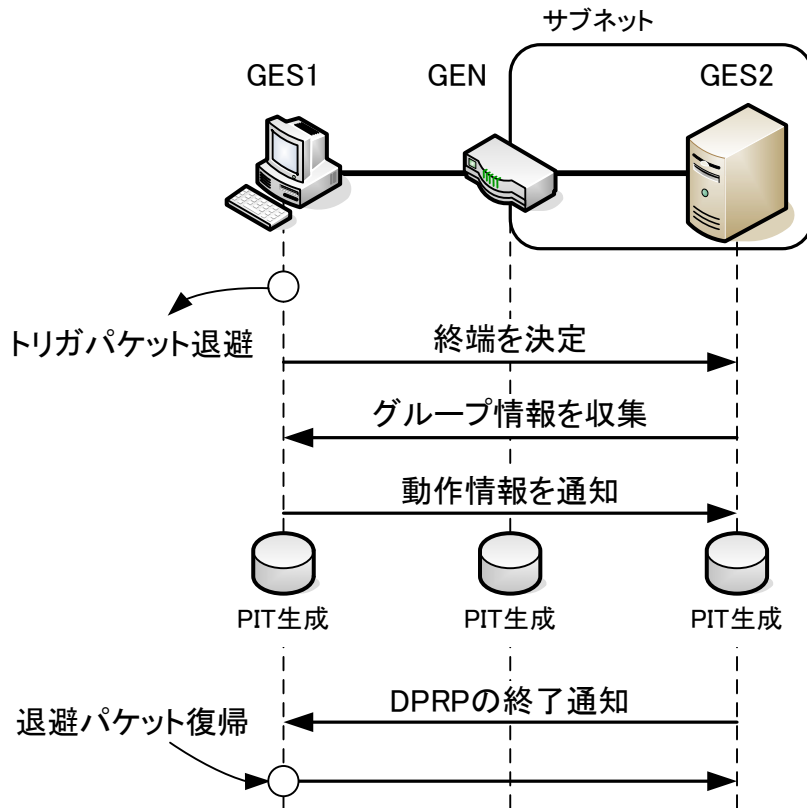 サブネット
GES1
GEN
GES2
トリガパケット退避
終端を決定
グループ情報を収集
動作情報を通知
PIT生成
PIT生成
PIT生成
DPRPの終了通知
退避パケット復帰